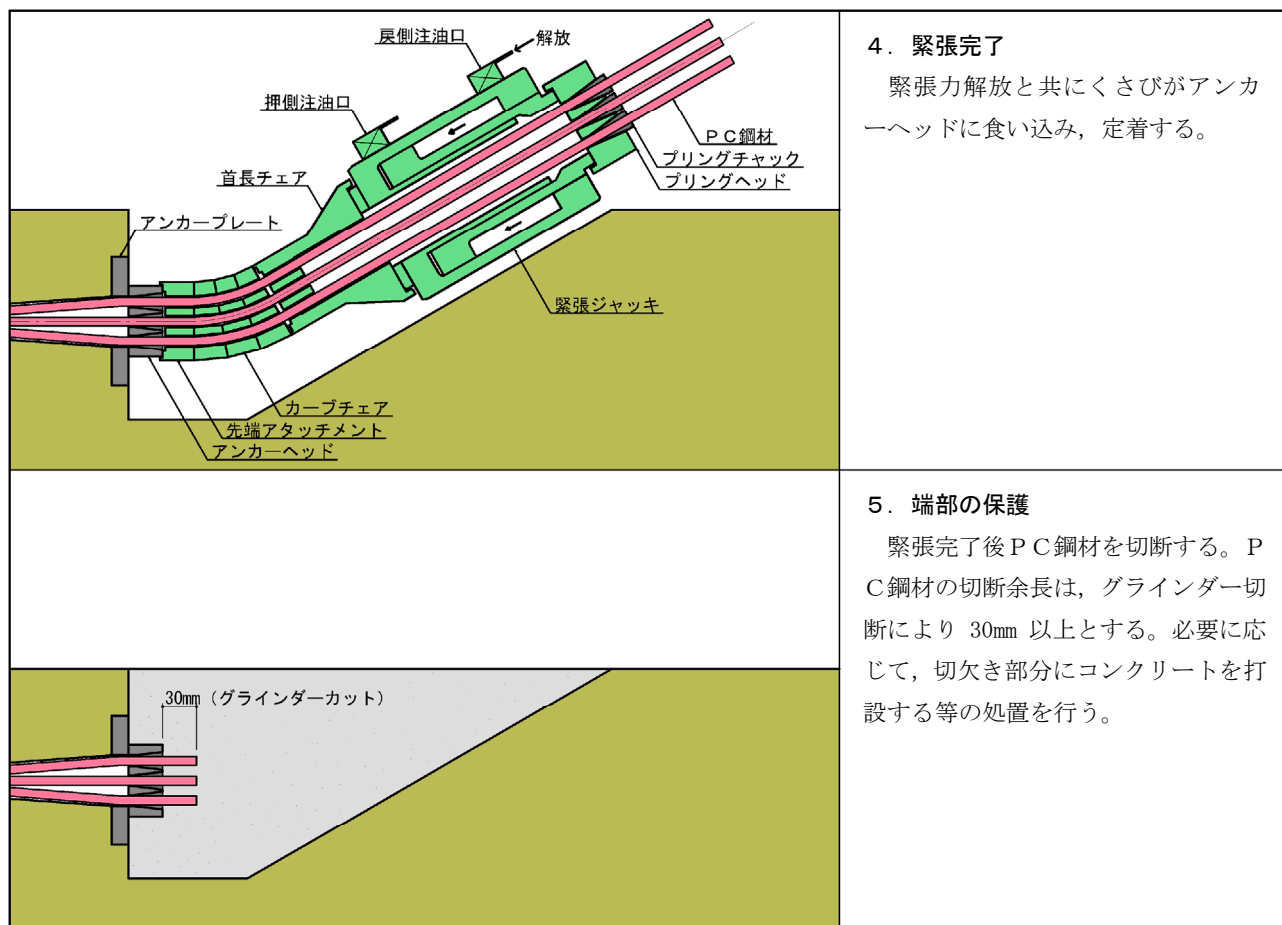 戻側注油口
解放
押側注油口
首長チェア
ＰＣ鋼材
プリングチャック
プリングヘッド
アンカープレート
緊張ジャッキ
カーブチェア
先端アタッチメント
アンカーヘッド
４．緊張完了
緊張力解放と共にくさびがアンカ
ーヘッドに食い込み，定着する。
30mm（グラインダーカット）
５．端部の保護
緊張完了後ＰＣ鋼材を切断する。Ｐ
Ｃ鋼材の切断余長は，グラインダー切
断により 30mm 以上とする。必要に応
じて，切欠き部分にコンクリートを打
設する等の処置を行う。